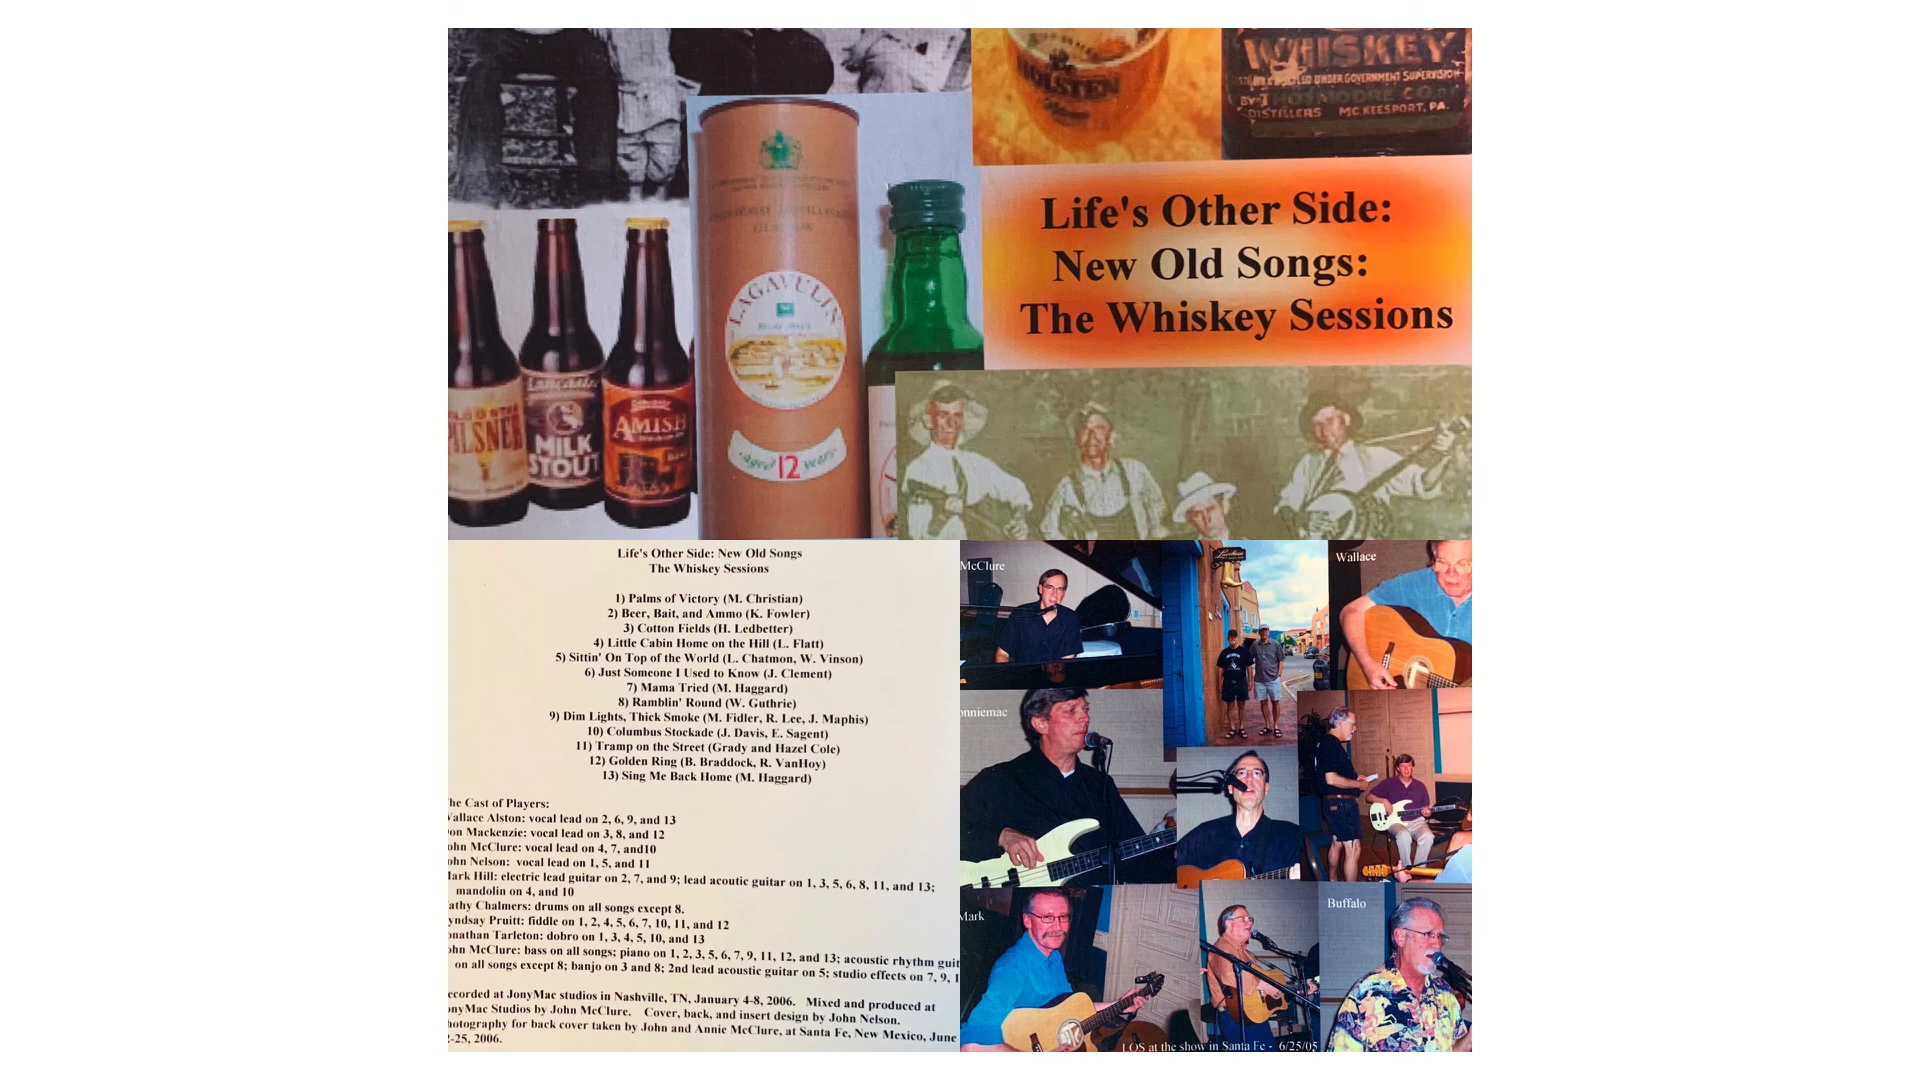 HOLSTEN
WHISKEY
UNDER GOVERNMENT SUPERVISION
DISTILLERS MC.KEESPORT, PA.
Life's Other Side:
New Old Songs:
The Whiskey Sessions
LAGAVULIN
Aged 12 years
PILSNER
Lancaster
MILK
STOUT
AMISH
Life's Other Side: New Old Songs
The Whiskey Sessions
1) Palms of Victory (M. Christian)
2) Beer, Bait, and Ammo (K. Fowler)
3) Cotton Fields (H. Ledbetter)
4) Little Cabin Home on the Hill (L. Flatt)
5) Sittin' On Top of the World (L. Chatmon, W. Vinson)
6) Just Someone I Used to Know (J. Clement)
7) Mama Tried (M. Haggard)
8) Ramblin' Round (W. Guthrie)
9) Dim Lights, Thick Smoke (M. Fidler, R. Lee, J. Maphis)
10) Columbus Stockade (J. Davis, E. Sagent)
11) Tramp on the Street (Grady and Hazel Cole)
12) Golden Ring (B. Braddock, R. VanHoy)
13) Sing Me Back Home (M. Haggard)
he Cast of Players:
allace Alston: vocal lead on 2, 6, 9, and 13
on Mackenzie: vocal lead on 3, 8, and 12
ohn McClure: vocal lead on 4, 7, and10
ohn Nelson: vocal lead on 1, 5, and 11
ark Hill: electric lead guitar on 2, 7, and 9; lead acoutic guitar on 1, 3, 5, 6, 8, 11, and 13;
mandolin on 4, and 10
athy Chalmers: drums on all songs except 8.
yndsay Pruitt: fiddle on 1, 2, 4, 5, 6, 7, 10, 11, and 12
onathan Tarleton: dobro on 1, 3, 4, 5, 10, and 13
ohn McClure: bass on all songs; piano on 1, 2, 3, 5, 6, 7, 9, 11, 12, and 13; acoustic rhythm guit
on all songs except 8; banjo on 3 and 8; 2nd lead acoustic guitar on 5; studio effects on 7, 9, 1
ecorded at JonyMac studios in Nashville, TN, January 4-8, 2006. Mixed and produced at
onyMac Studios by John McClure. Cover, back, and insert design by John Nelson.
hotography for back cover taken by John and Annie McClure, at Santa Fe, New Mexico, June
2-25, 2006.
McClure
Lucchese
Wallace
onniemac
Mark
Buffalo
LOS at the show in Santa Fe - 6/25/05